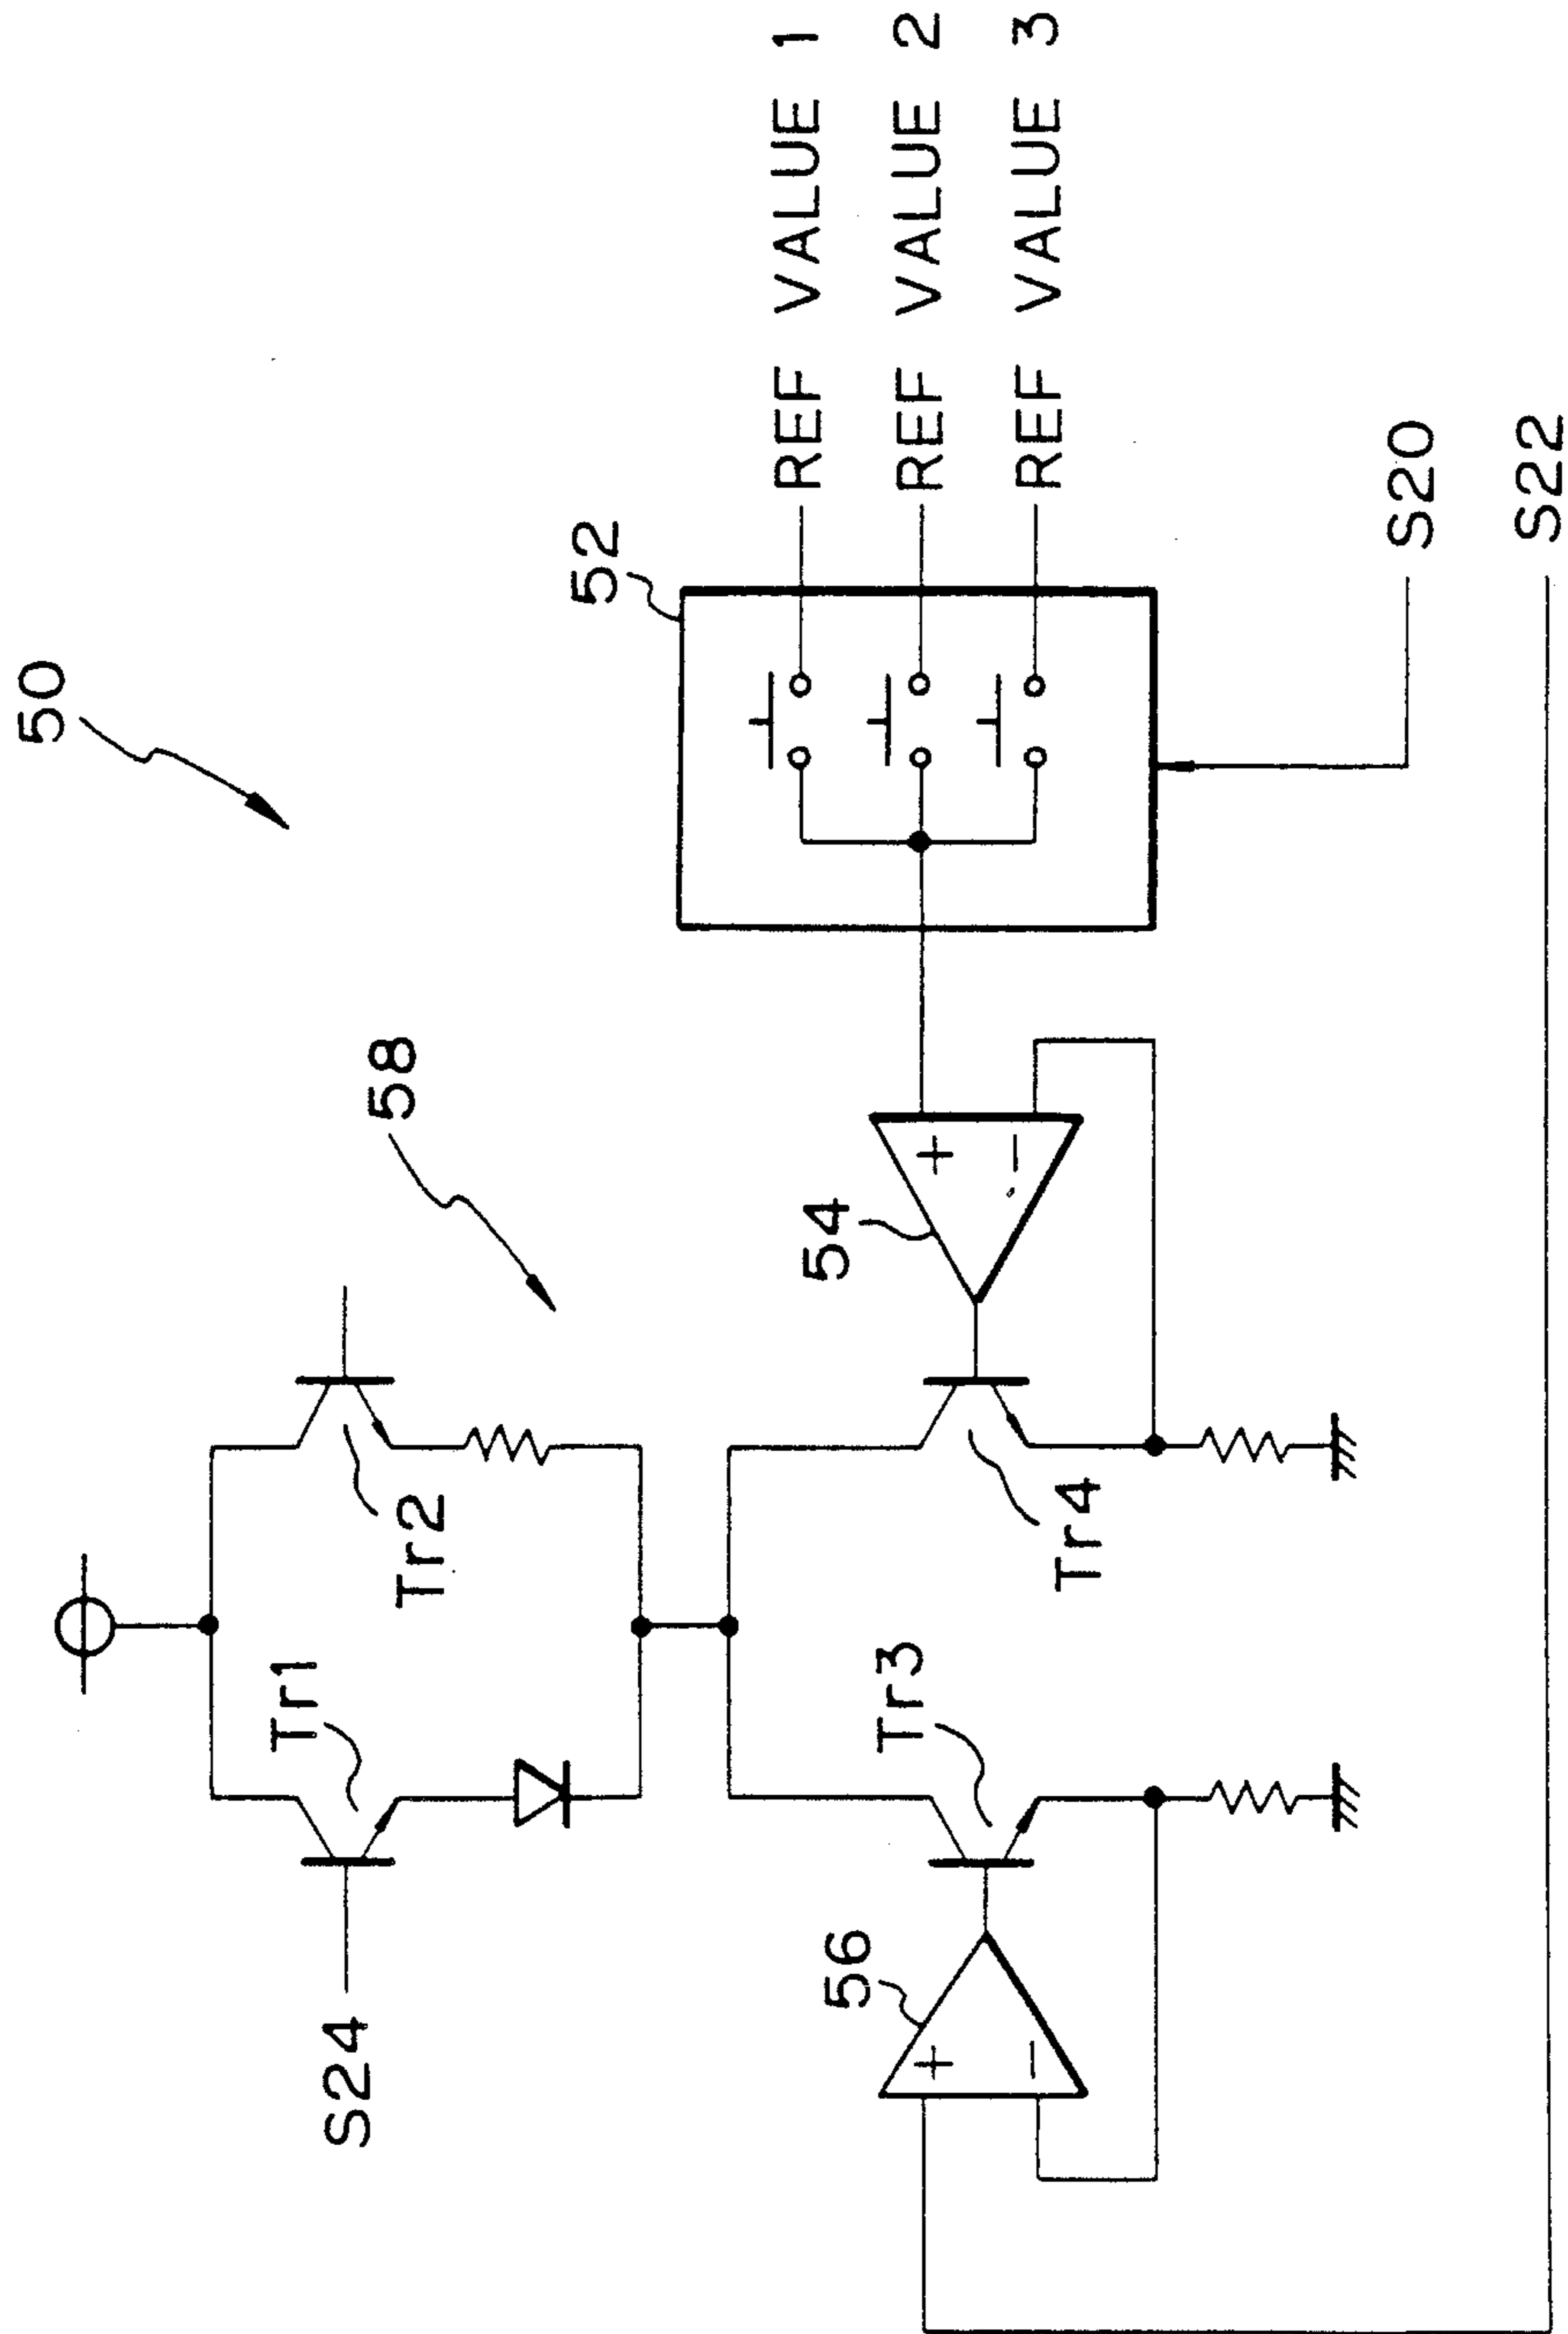 50
58
52
REF VALUE 1
REF VALUE 2
REF VALUE 3
S24
Tr1
Tr2
56
Tr3
Tr4
54
+
−
+
−
S20
S22